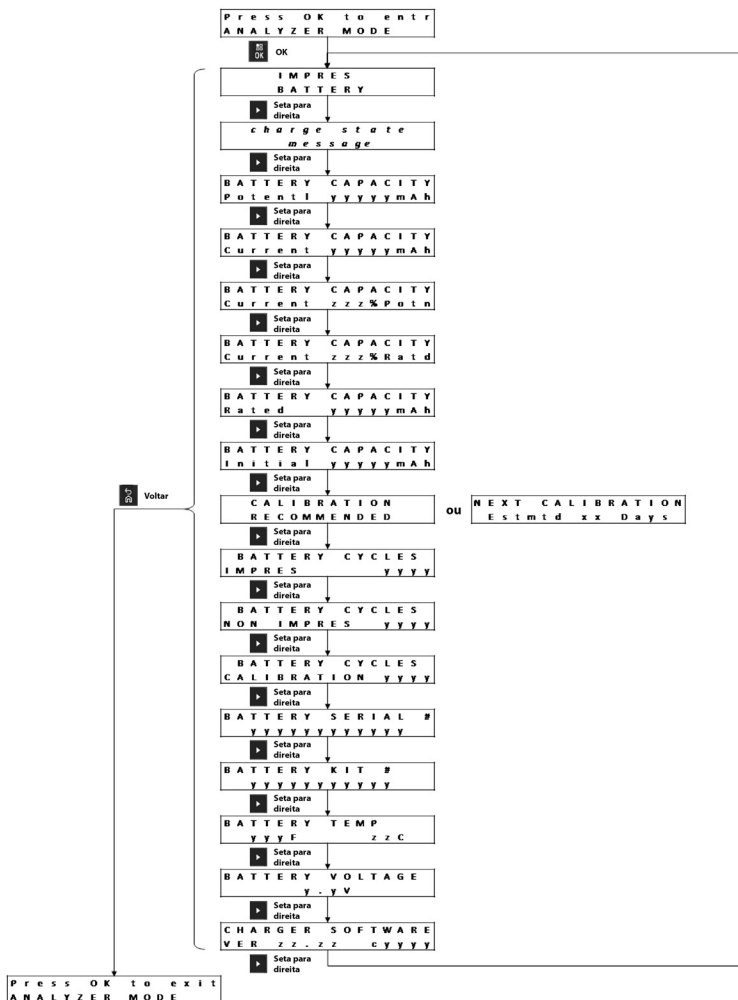 Press OK to entr
ANALYZER MODE
OK
OK
IMPRES
BATTERY
Seta para
direita
charge state
message
Seta para
direita
BATTERY CAPACITY
Potentl yyyyymAh
Seta para
direita
BATTERY CAPACITY
Current yyyyymAh
Seta para
direita
BATTERY CAPACITY
Current zzz%Potn
Seta para
direita
BATTERY CAPACITY
Current zzz%Ratd
Seta para
direita
BATTERY CAPACITY
Rated yyyyymAh
Seta para
direita
BATTERY CAPACITY
Initial yyyyymAh
Seta para
direita
Voltar
CALIBRATION
RECOMMENDED
ou
NEXT CALIBRATION
Estmtd xx Days
Seta para
direita
BATTERY CYCLES
IMPRES yyyy
Seta para
direita
BATTERY CYCLES
NON IMPRES yyyy
Seta para
direita
BATTERY CYCLES
CALIBRATION yyyy
Seta para
direita
BATTERY SERIAL #
yyyyyyyyyyyy
Seta para
direita
BATTERY KIT #
yyyyyyyyyyy
Seta para
direita
BATTERY TEMP
yyyF zzC
Seta para
direita
BATTERY VOLTAGE
y.yV
Seta para
direita
CHARGER SOFTWARE
VER zz.zz cyyyy
Seta para
direita
Press OK to exit
ANALYZER MODE